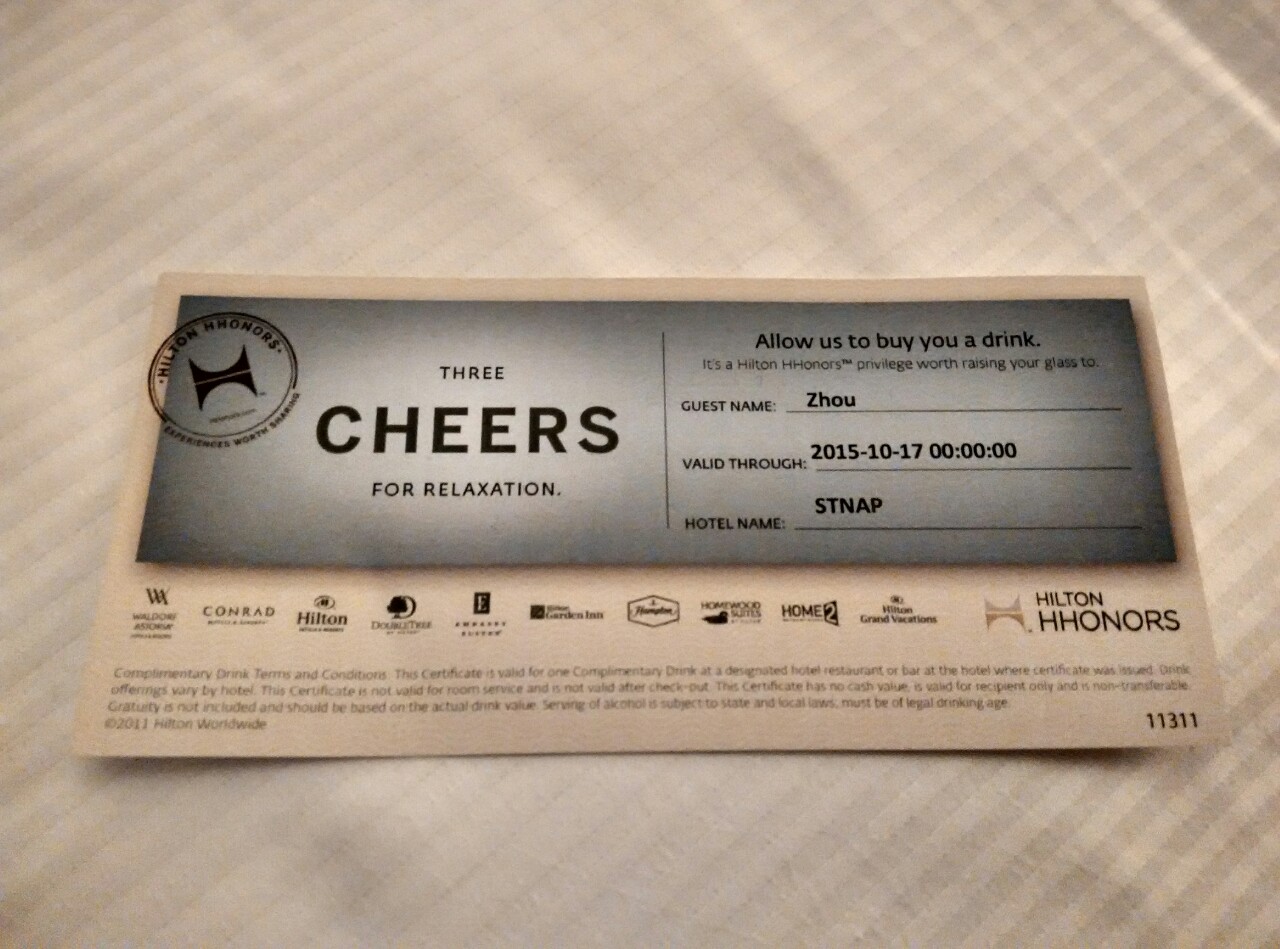 ·HILTON HHONORS·
EXPERIENCES WORTH SHARING
THREE
CHEERS
FOR RELAXATION.
Allow us to buy you a drink.
It's a Hilton HHonors™ privilege worth raising your glass to.
GUEST NAME: Zhou
VALID THROUGH: 2015-10-17 00:00:00
HOTEL NAME: STNAP
WALDORF ASTORIA
CONRAD
Hilton
DOUBLETREE
EMBASSY SUITES
Hilton Garden Inn
Hampton
HOMEWOOD SUITES
HOME2
Hilton Grand Vacations
HILTON HHONORS
Complimentary Drink Terms and Conditions. This Certificate is valid for one Complimentary Drink at a designated hotel restaurant or bar at the hotel where certificate was issued. Drink
offerings vary by hotel. This Certificate is not valid for room service and is not valid after check-out. This Certificate has no cash value, is valid for recipient only and is non-transferable.
Gratuity is not included and should be based on the actual drink value. Serving of alcohol is subject to state and local laws, must be of legal drinking age.
©2011 Hilton Worldwide
11311